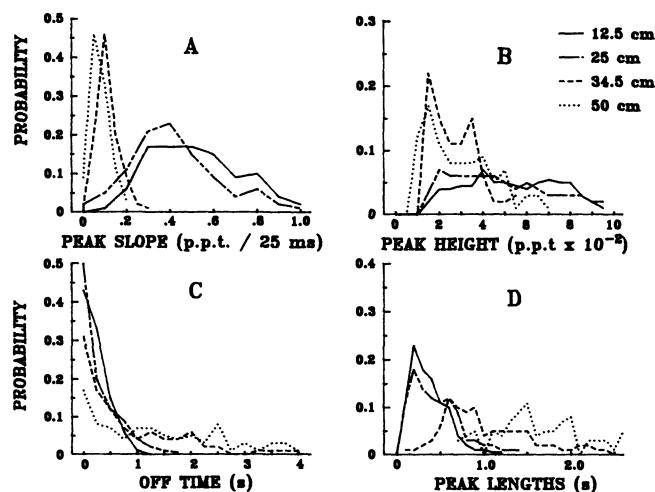 0.5
0.4
0.3
0.2
0.1
0
PROBABILITY
A
0 .2 .4 .6 .8 1.0
PEAK SLOPE (p.p.t. / 25 ms)
0.3
0.2
0.1
0.0
B
12.5 cm
25 cm
34.5 cm
50 cm
0 2 4 6 8 10
PEAK HEIGHT (p.p.t x 10⁻²)
0.5
0.4
0.3
0.2
0.1
0
PROBABILITY
C
0 1 2 3 4
OFF TIME (s)
0.4
0.3
0.2
0.1
0
D
0 1.0 2.0
PEAK LENGTHS (s)